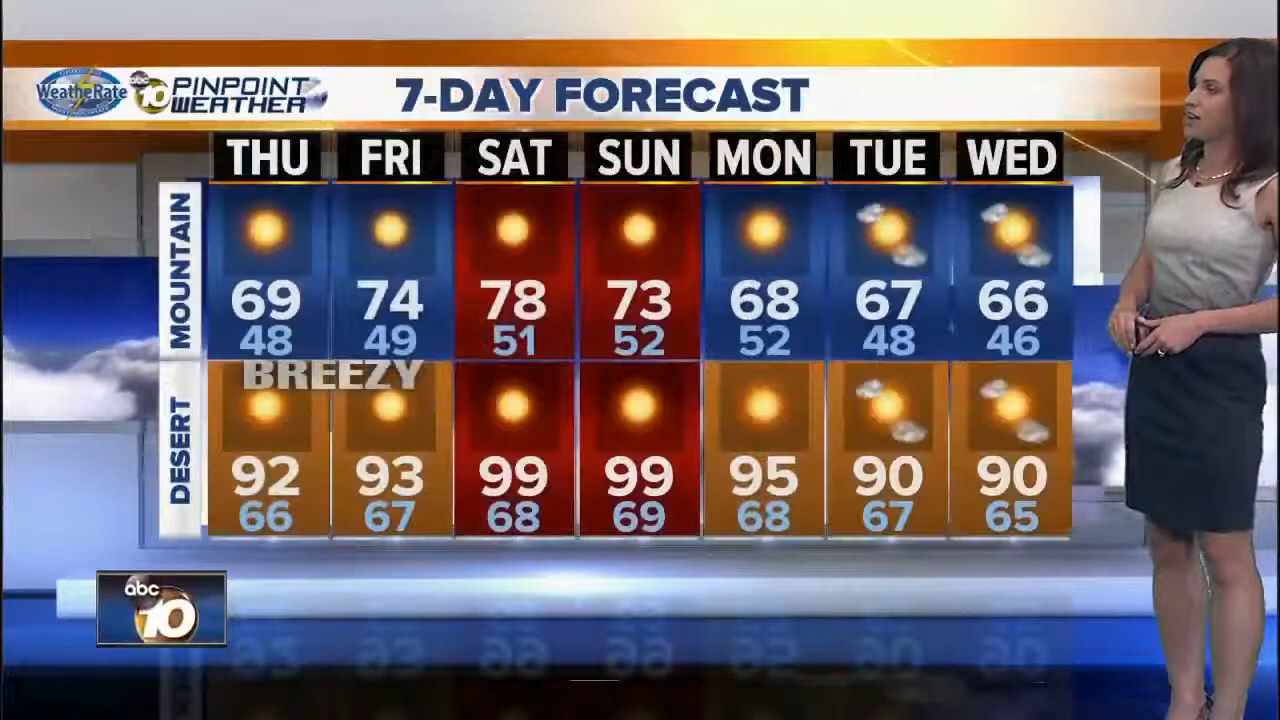 WeatheRate
abc 10 PINPOINT WEATHER
7-DAY FORECAST
THU FRI SAT SUN MON TUE WED
MOUNTAIN
69 74 78 73 68 67 66
48 49 51 52 52 48 46
BREEZY
DESERT
92 93 99 99 95 90 90
66 67 68 69 68 67 65
abc
10